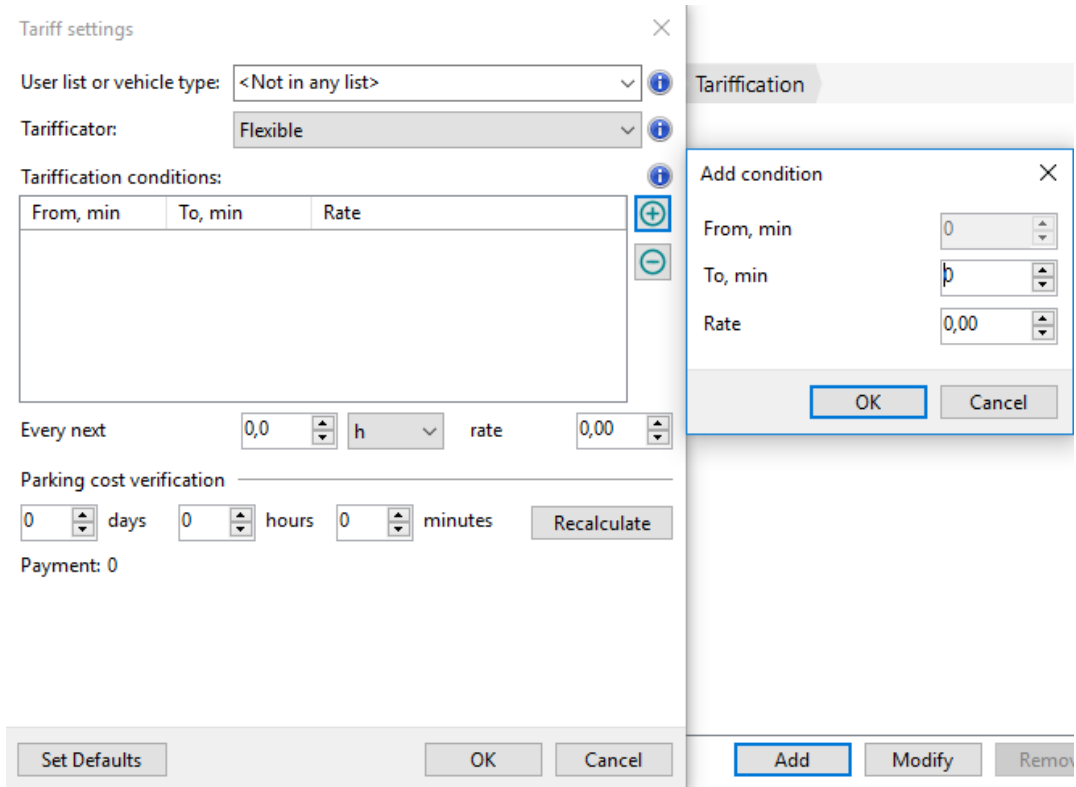 Tariff settings
User list or vehicle type: <Not in any list>
Tarifficator: Flexible
Tariffication conditions:
From, min To, min Rate
Every next 0,0 h rate 0,00
Parking cost verification
0 days 0 hours 0 minutes Recalculate
Payment: 0
Set Defaults OK Cancel
Tariffication
Add condition
From, min 0
To, min 0
Rate 0,00
OK Cancel
Add Modify Remov